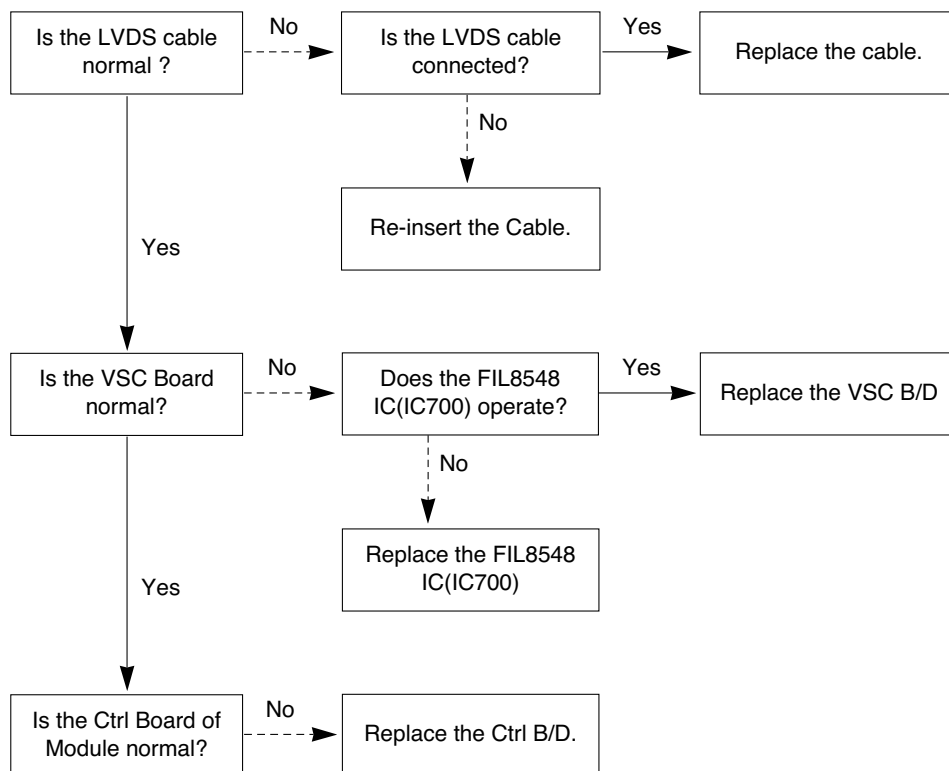 Is the LVDS cable
normal ?
No
Is the LVDS cable
connected?
Yes
Replace the cable.
No
Re-insert the Cable.
Yes
Is the VSC Board
normal?
No
Does the FIL8548
IC(IC700) operate?
Yes
Replace the VSC B/D
No
Replace the FIL8548
IC(IC700)
Yes
Is the Ctrl Board of
Module normal?
No
Replace the Ctrl B/D.